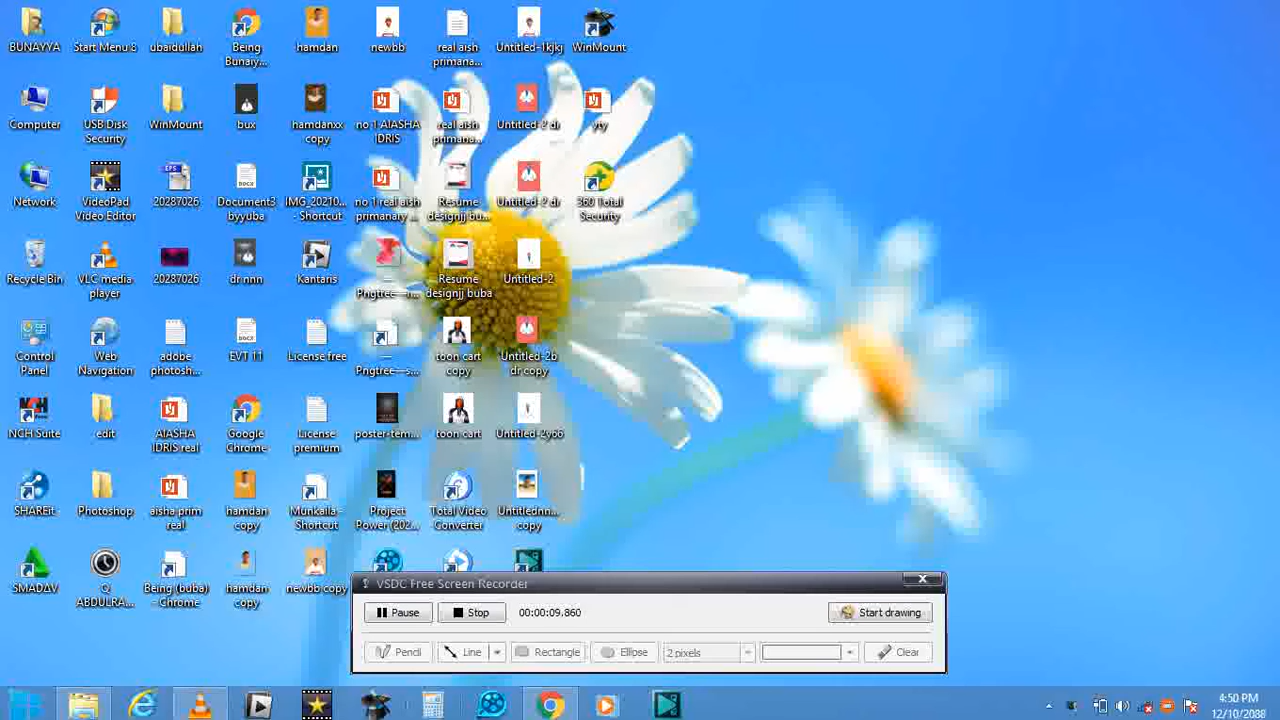 BUNAYYA
Start Menu 8
ubaidullah
Being
Bunaiy...
hamdan
newbb
real aish
primana...
Untitled-1kjkj
WinMount
Computer
USB Disk
Security
WinMount
bux
hamdanxx
copy
no 1 AIASHA
IDRIS
real aish
primana...
Untitled-2 dr
yty
Network
VideoPad
Video Editor
20287026
Document3
byyuba
IMG_20210...
- Shortcut
no 1 real aish
primanary ...
Resume
designjj bu...
Untitled-2 dr
360 Total
Security
Recycle Bin
VLC media
player
20287026
dr nnn
Kantaris
—
Pngtree—n...
Resume
designjj buba
Untitled-2
Control
Panel
Web
Navigation
adobe
photosh...
EVT 11
License free
—
Pngtree—s...
toon cart
copy
Untitled-2b
dr copy
NCH Suite
edit
AIASHA
IDRIS real
Google
Chrome
License
premium
poster-tem...
toon cart
Untitled-2y66
SHAREit
Photoshop
aisha prim
real
hamdan
copy
Munkaila -
Shortcut
Project
Power (202...
Total Video
Converter
Untitlednn...
copy
SMADΔV
Q
ABDULRA...
Being (buba)
- Chrome
hamdan
copy
newbb copy
VSDC Free Screen Recorder
Pause
Stop
00:00:09.860
Start drawing
Pencil
Line
Rectangle
Ellipse
2 pixels
Clear
4:50 PM
12/10/2088